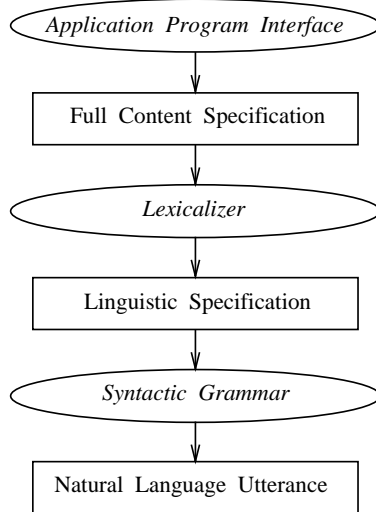 Application Program Interface
Full Content Specification
Lexicalizer
Linguistic Specification
Syntactic Grammar
Natural Language Utterance